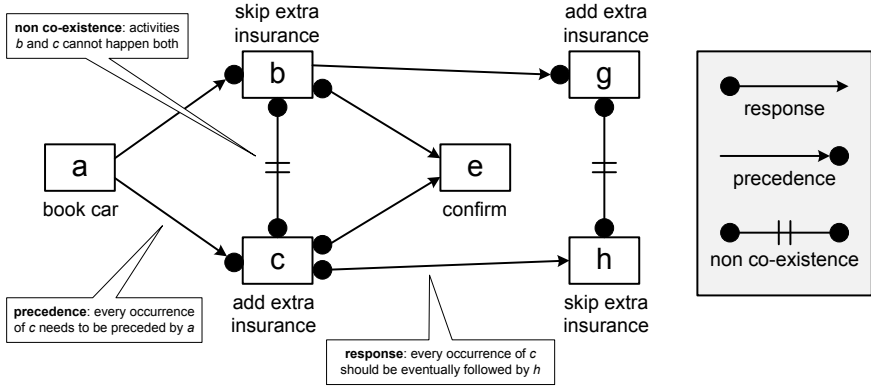 non co-existence: activities
b and c cannot happen both
skip extra
insurance
b
add extra
insurance
g
a
book car
e
confirm
c
add extra
insurance
h
skip extra
insurance
precedence: every occurrence
of c needs to be preceded by a
response: every occurrence of c
should be eventually followed by h
response
precedence
non co-existence